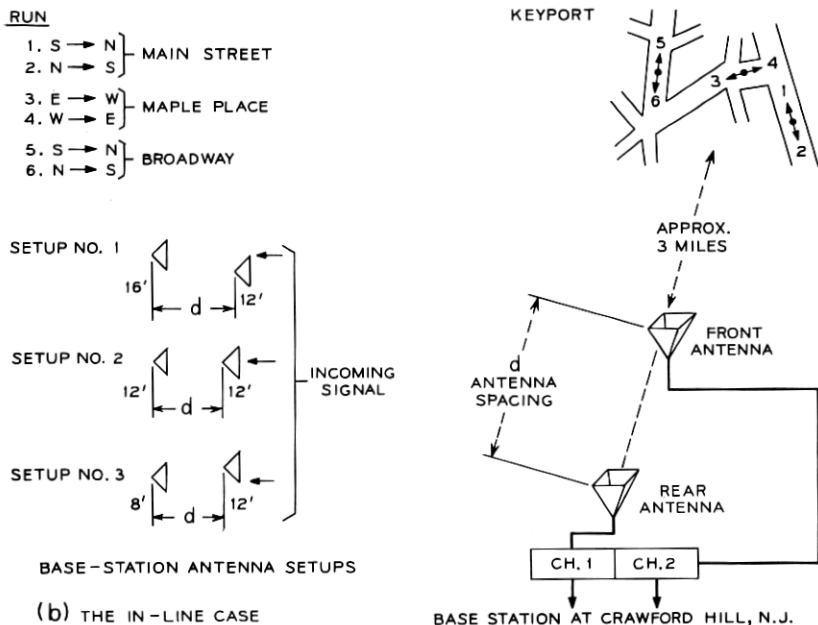 RUN
1. S → N
2. N → S
MAIN STREET
3. E → W
4. W → E
MAPLE PLACE
5. S → N
6. N → S
BROADWAY
SETUP NO. 1
16'
d
12'
SETUP NO. 2
12'
d
12'
SETUP NO. 3
8'
d
12'
INCOMING
SIGNAL
BASE-STATION ANTENNA SETUPS
(b) THE IN-LINE CASE
KEYPORT
5
6
3
4
1
2
APPROX.
3 MILES
FRONT
ANTENNA
d
ANTENNA
SPACING
REAR
ANTENNA
CH. 1
CH. 2
BASE STATION AT CRAWFORD HILL, N.J.